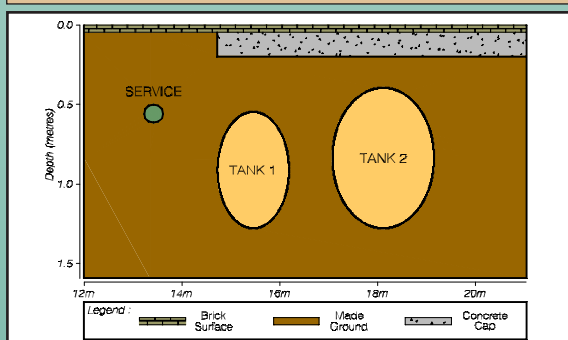 0.0
SERVICE
0.5
Depth (metres)
TANK 1
TANK 2
1.0
1.5
12m 14m 16m 18m 20m
Legend :
Brick Surface
Made Ground
Concrete Cap